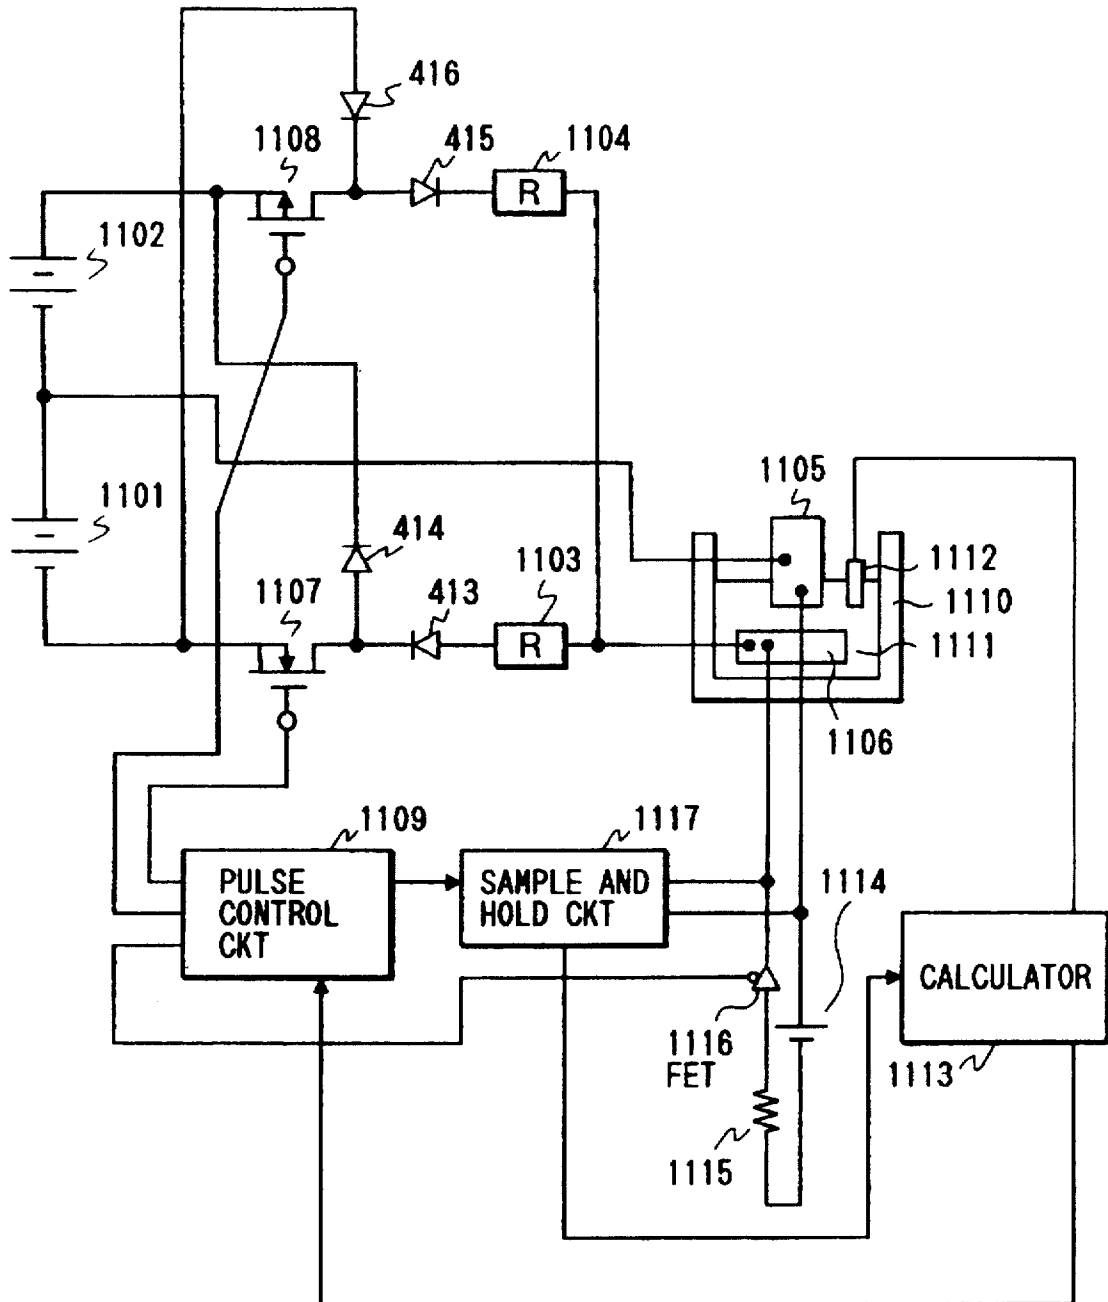 416
1108
415
1104
R
1102
1101
1105
414
1103
1112
1107
413
1110
R
1111
1106
1109
1117
PULSE
CONTROL
CKT
SAMPLE AND
HOLD CKT
1114
CALCULATOR
1116
FET
1113
1115